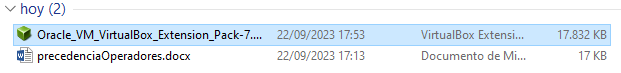 hoy (2)
Oracle_VM_VirtualBox_Extension_Pack-7.... 22/09/2023 17:53 VirtualBox Extensi... 17.832 KB
precedenciaOperadores.docx 22/09/2023 17:13 Documento de Mi... 17 KB